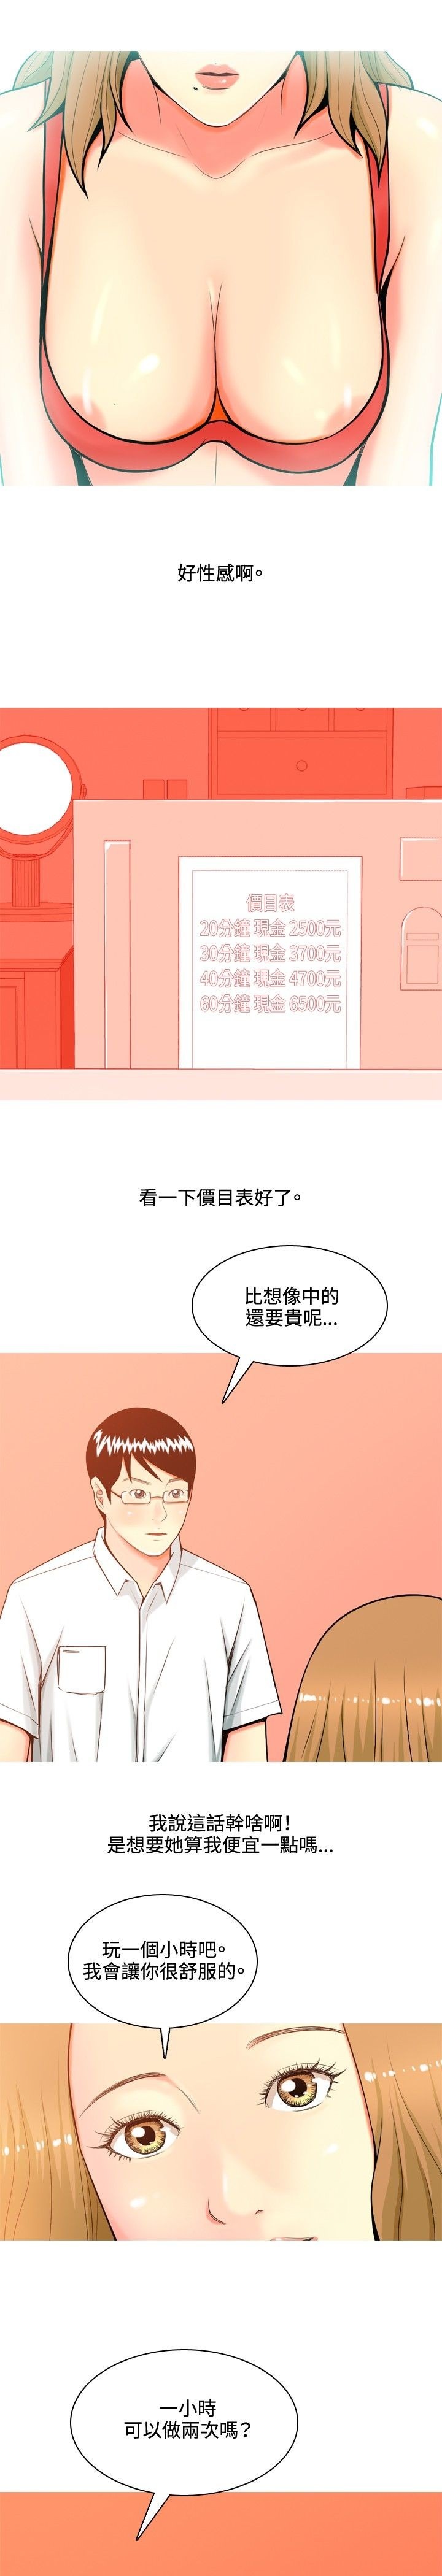 好性感啊。
價目表
20分鐘 現金 2500元
30分鐘 現金 3700元
40分鐘 現金 4700元
60分鐘 現金 6500元
看一下價目表好了。
比想像中的
還要貴呢...
我說這話幹啥啊!
是想要她算我便宜一點嗎...
玩一個小時吧。
我會讓你很舒服的。
一小時
可以做兩次嗎?